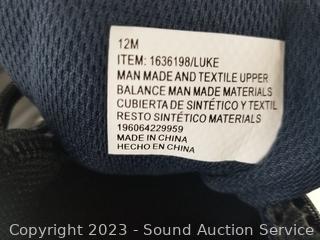 12M
ITEM: 1636198/LUKE
MAN MADE AND TEXTILE UPPER
BALANCE MAN MADE MATERIALS
CUBIERTA DE SINTÉTICO Y TEXTIL
RESTO SINTÉTICO MATERIALS
196064229959
MADE IN CHINA
HECHO EN CHINA
Copyright 2023 - Sound Auction Service